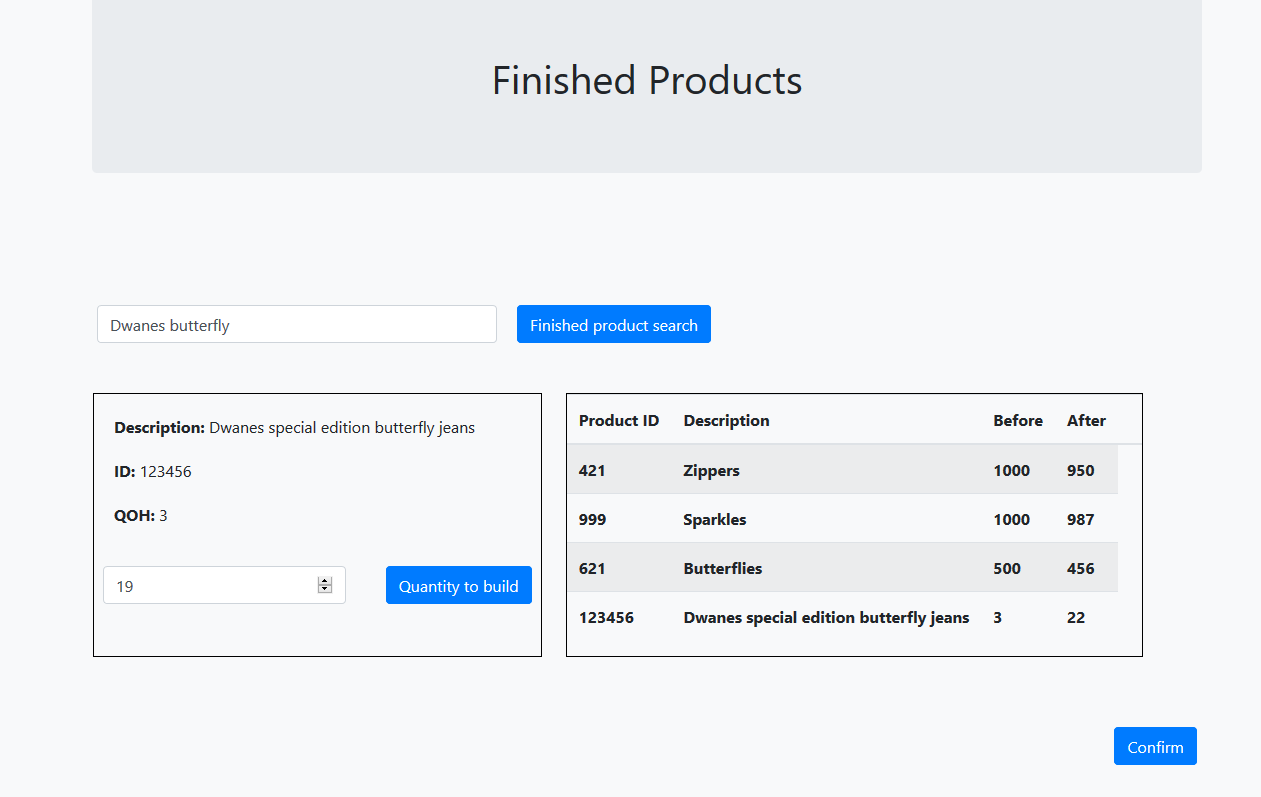 Finished Products
Dwanes butterfly
Finished product search
Description: Dwanes special edition butterfly jeans
ID: 123456
QOH: 3
19
Quantity to build
Product ID Description Before After
421 Zippers 1000 950
999 Sparkles 1000 987
621 Butterflies 500 456
123456 Dwanes special edition butterfly jeans 3 22
Confirm